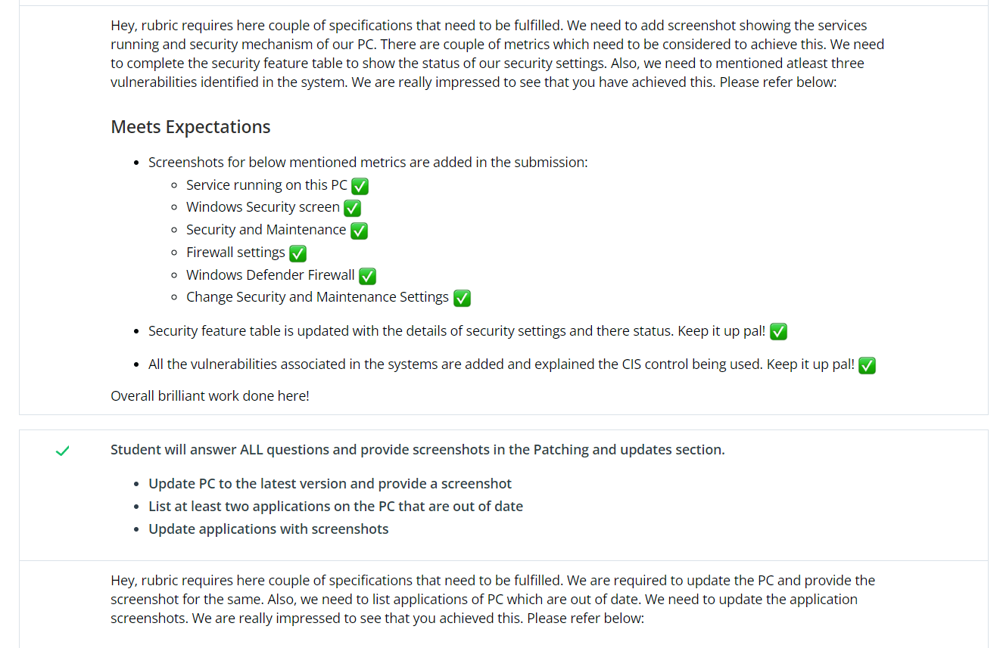 Hey, rubric requires here couple of specifications that need to be fulfilled. We need to add screenshot showing the services
running and security mechanism of our PC. There are couple of metrics which need to be considered to achieve this. We need
to complete the security feature table to show the status of our security settings. Also, we need to mentioned atleast three
vulnerabilities identified in the system. We are really impressed to see that you have achieved this. Please refer below:
Meets Expectations
Screenshots for below mentioned metrics are added in the submission:
Service running on this PC ✅
Windows Security screen ✅
Security and Maintenance ✅
Firewall settings ✅
Windows Defender Firewall ✅
Change Security and Maintenance Settings ✅
Security feature table is updated with the details of security settings and there status. Keep it up pal! ✅
All the vulnerabilities associated in the systems are added and explained the CIS control being used. Keep it up pal! ✅
Overall brilliant work done here!
Student will answer ALL questions and provide screenshots in the Patching and updates section.
Update PC to the latest version and provide a screenshot
List at least two applications on the PC that are out of date
Update applications with screenshots
Hey, rubric requires here couple of specifications that need to be fulfilled. We are required to update the PC and provide the
screenshot for the same. Also, we need to list applications of PC which are out of date. We need to update the application
screenshots. We are really impressed to see that you achieved this. Please refer below: